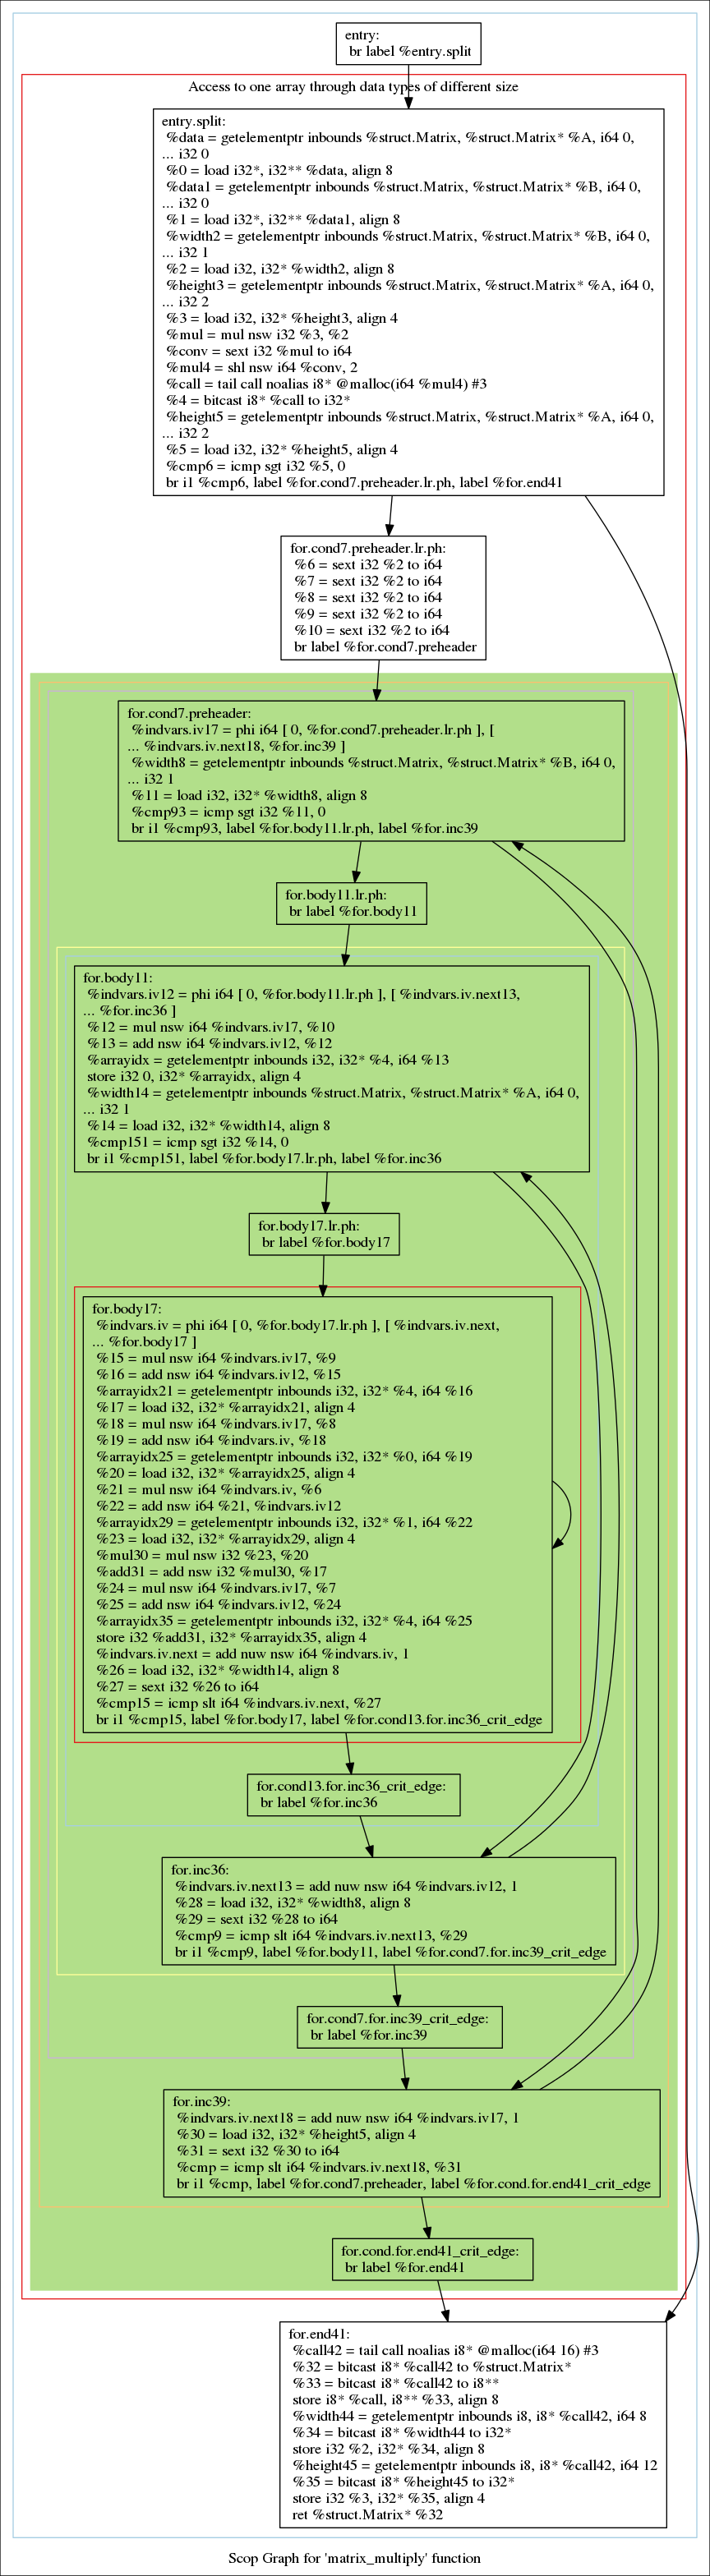 entry:
br label %entry.split
Access to one array through data types of different size
entry.split:
%data = getelementptr inbounds %struct.Matrix, %struct.Matrix* %A, i64 0,
... i32 0
%0 = load i32*, i32** %data, align 8
%data1 = getelementptr inbounds %struct.Matrix, %struct.Matrix* %B, i64 0,
... i32 0
%1 = load i32*, i32** %data1, align 8
%width2 = getelementptr inbounds %struct.Matrix, %struct.Matrix* %B, i64 0,
... i32 1
%2 = load i32, i32* %width2, align 8
%height3 = getelementptr inbounds %struct.Matrix, %struct.Matrix* %A, i64 0,
... i32 2
%3 = load i32, i32* %height3, align 4
%mul = mul nsw i32 %3, %2
%conv = sext i32 %mul to i64
%mul4 = shl nsw i64 %conv, 2
%call = tail call noalias i8* @malloc(i64 %mul4) #3
%4 = bitcast i8* %call to i32*
%height5 = getelementptr inbounds %struct.Matrix, %struct.Matrix* %A, i64 0,
... i32 2
%5 = load i32, i32* %height5, align 4
%cmp6 = icmp sgt i32 %5, 0
br i1 %cmp6, label %for.cond7.preheader.lr.ph, label %for.end41
for.cond7.preheader.lr.ph:
%6 = sext i32 %2 to i64
%7 = sext i32 %2 to i64
%8 = sext i32 %2 to i64
%9 = sext i32 %2 to i64
%10 = sext i32 %2 to i64
br label %for.cond7.preheader
for.cond7.preheader:
%indvars.iv17 = phi i64 [ 0, %for.cond7.preheader.lr.ph ], [
... %indvars.iv.next18, %for.inc39 ]
%width8 = getelementptr inbounds %struct.Matrix, %struct.Matrix* %B, i64 0,
... i32 1
%11 = load i32, i32* %width8, align 8
%cmp93 = icmp sgt i32 %11, 0
br i1 %cmp93, label %for.body11.lr.ph, label %for.inc39
for.body11.lr.ph:
br label %for.body11
for.body11:
%indvars.iv12 = phi i64 [ 0, %for.body11.lr.ph ], [ %indvars.iv.next13,
... %for.inc36 ]
%12 = mul nsw i64 %indvars.iv17, %10
%13 = add nsw i64 %indvars.iv12, %12
%arrayidx = getelementptr inbounds i32, i32* %4, i64 %13
store i32 0, i32* %arrayidx, align 4
%width14 = getelementptr inbounds %struct.Matrix, %struct.Matrix* %A, i64 0,
... i32 1
%14 = load i32, i32* %width14, align 8
%cmp151 = icmp sgt i32 %14, 0
br i1 %cmp151, label %for.body17.lr.ph, label %for.inc36
for.body17.lr.ph:
br label %for.body17
for.body17:
%indvars.iv = phi i64 [ 0, %for.body17.lr.ph ], [ %indvars.iv.next,
... %for.body17 ]
%15 = mul nsw i64 %indvars.iv17, %9
%16 = add nsw i64 %indvars.iv12, %15
%arrayidx21 = getelementptr inbounds i32, i32* %4, i64 %16
%17 = load i32, i32* %arrayidx21, align 4
%18 = mul nsw i64 %indvars.iv17, %8
%19 = add nsw i64 %indvars.iv, %18
%arrayidx25 = getelementptr inbounds i32, i32* %0, i64 %19
%20 = load i32, i32* %arrayidx25, align 4
%21 = mul nsw i64 %indvars.iv, %6
%22 = add nsw i64 %21, %indvars.iv12
%arrayidx29 = getelementptr inbounds i32, i32* %1, i64 %22
%23 = load i32, i32* %arrayidx29, align 4
%mul30 = mul nsw i32 %23, %20
%add31 = add nsw i32 %mul30, %17
%24 = mul nsw i64 %indvars.iv17, %7
%25 = add nsw i64 %indvars.iv12, %24
%arrayidx35 = getelementptr inbounds i32, i32* %4, i64 %25
store i32 %add31, i32* %arrayidx35, align 4
%indvars.iv.next = add nuw nsw i64 %indvars.iv, 1
%26 = load i32, i32* %width14, align 8
%27 = sext i32 %26 to i64
%cmp15 = icmp slt i64 %indvars.iv.next, %27
br i1 %cmp15, label %for.body17, label %for.cond13.for.inc36_crit_edge
for.cond13.for.inc36_crit_edge:
br label %for.inc36
for.inc36:
%indvars.iv.next13 = add nuw nsw i64 %indvars.iv12, 1
%28 = load i32, i32* %width8, align 8
%29 = sext i32 %28 to i64
%cmp9 = icmp slt i64 %indvars.iv.next13, %29
br i1 %cmp9, label %for.body11, label %for.cond7.for.inc39_crit_edge
for.cond7.for.inc39_crit_edge:
br label %for.inc39
for.inc39:
%indvars.iv.next18 = add nuw nsw i64 %indvars.iv17, 1
%30 = load i32, i32* %height5, align 4
%31 = sext i32 %30 to i64
%cmp = icmp slt i64 %indvars.iv.next18, %31
br i1 %cmp, label %for.cond7.preheader, label %for.cond.for.end41_crit_edge
for.cond.for.end41_crit_edge:
br label %for.end41
for.end41:
%call42 = tail call noalias i8* @malloc(i64 16) #3
%32 = bitcast i8* %call42 to %struct.Matrix*
%33 = bitcast i8* %call42 to i8**
store i8* %call, i8** %33, align 8
%width44 = getelementptr inbounds i8, i8* %call42, i64 8
%34 = bitcast i8* %width44 to i32*
store i32 %2, i32* %34, align 8
%height45 = getelementptr inbounds i8, i8* %call42, i64 12
%35 = bitcast i8* %height45 to i32*
store i32 %3, i32* %35, align 4
ret %struct.Matrix* %32
Scop Graph for 'matrix_multiply' function